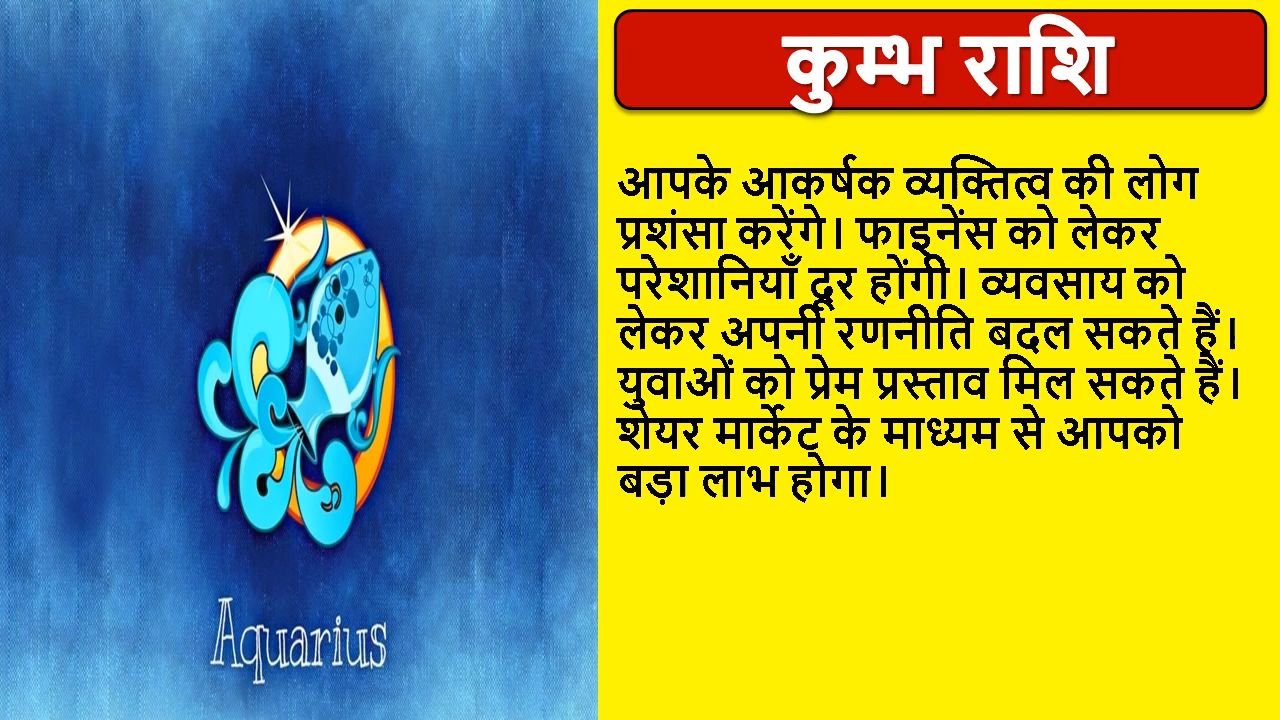 कुम्भ राशि
आपके आकर्षक व्यक्तित्व की लोग
प्रशंसा करेंगे। फाइनेंस को लेकर
परेशानियाँ दूर होंगी। व्यवसाय को
लेकर अपनी रणनीति बदल सकते हैं।
युवाओं को प्रेम प्रस्ताव मिल सकते हैं।
शेयर मार्केट के माध्यम से आपको
बड़ा लाभ होगा।
Aquarius